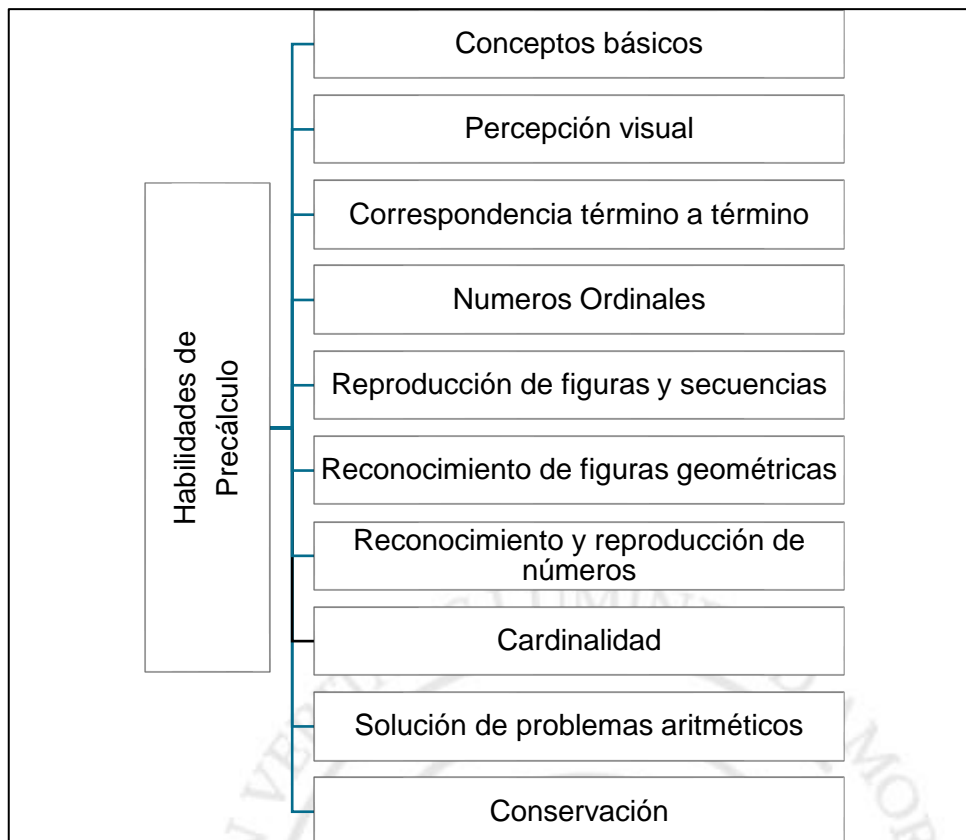 Conceptos básicos
Percepción visual
Correspondencia término a término
Numeros Ordinales
Habilidades de
Precálculo
Reproducción de figuras y secuencias
Reconocimiento de figuras geométricas
Reconocimiento y reproducción de
números
Cardinalidad
Solución de problemas aritméticos
Conservación